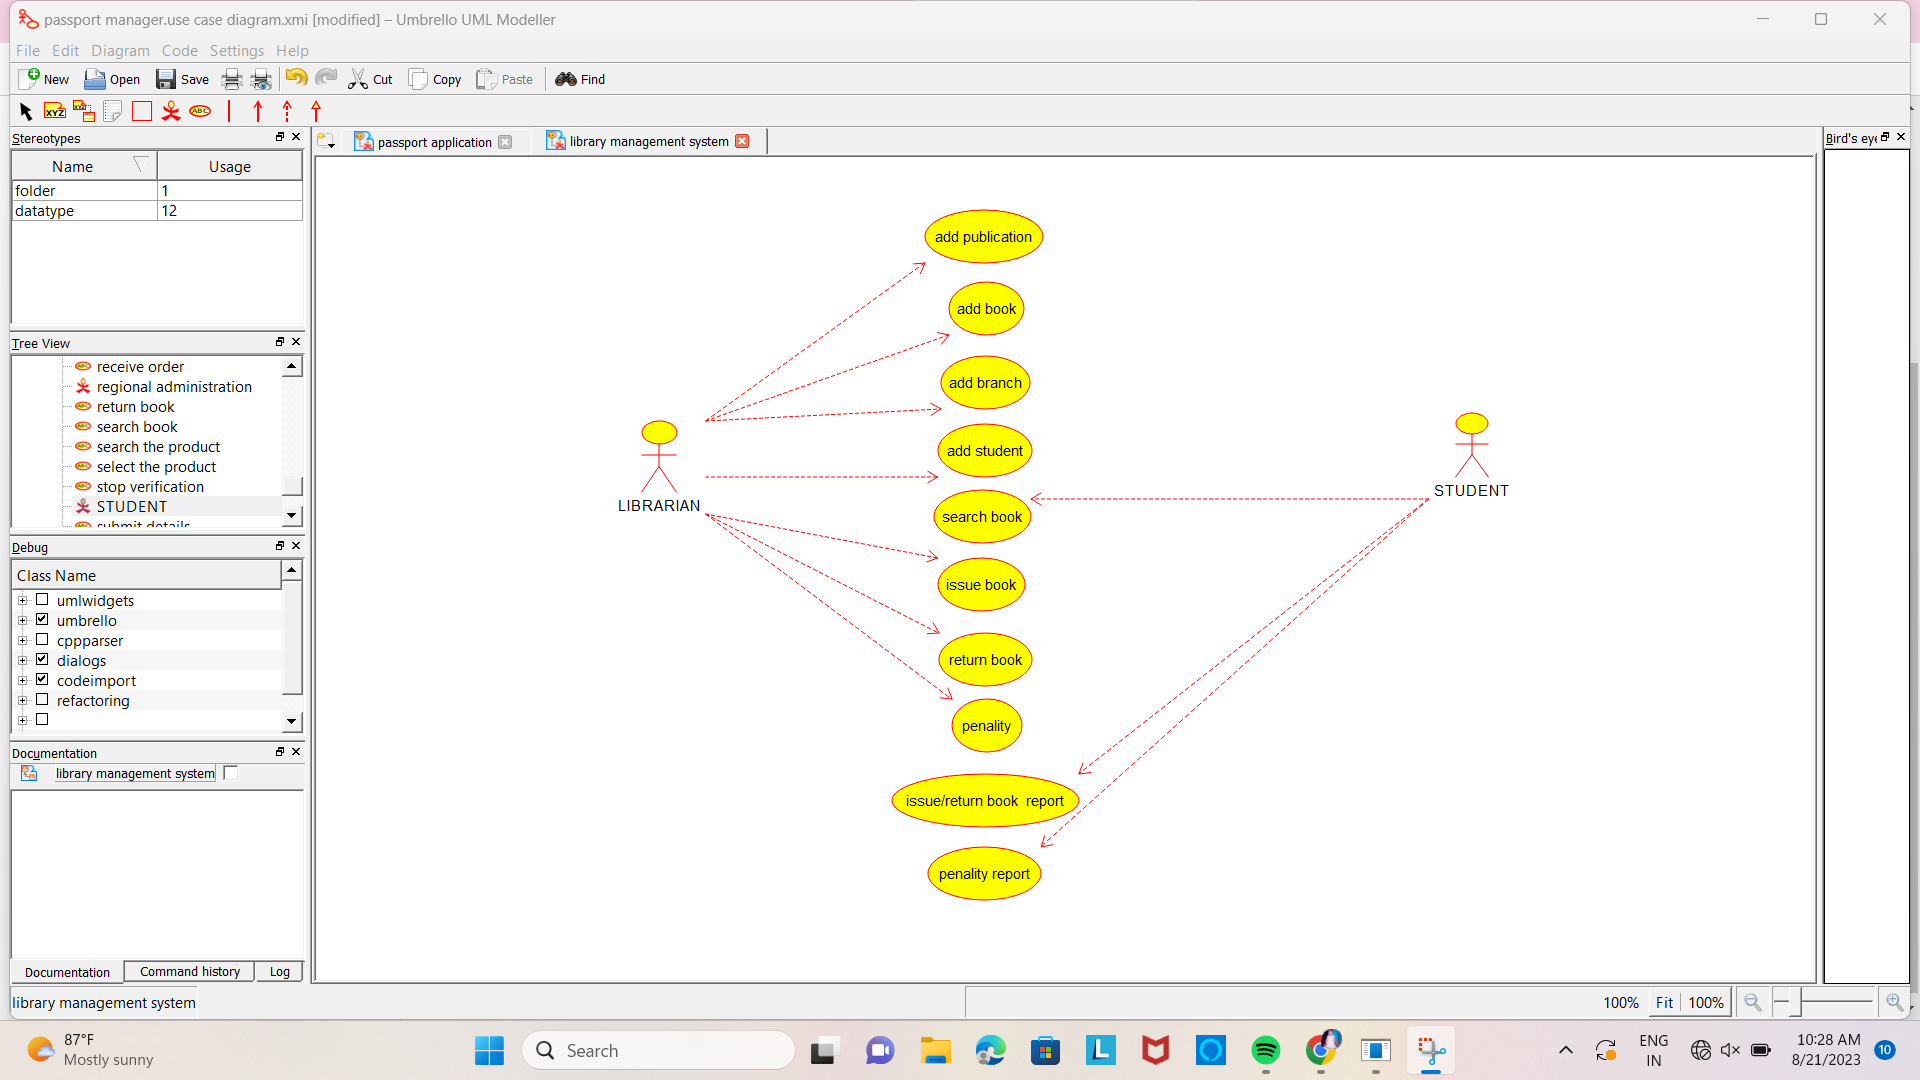 passport manager.use case diagram.xmi [modified] – Umbrello UML Modeller
File Edit Diagram Code Settings Help
New Open Save Cut Copy Paste Find
XYZ XYZ ABC
Stereotypes
passport application
library management system
Bird's eye
Name Usage
folder 1
datatype 12
Tree View
receive order
regional administration
return book
search book
search the product
select the product
stop verification
STUDENT
submit details
Debug
Class Name
umlwidgets
umbrello
cppparser
dialogs
codeimport
refactoring
Documentation
library management system
Documentation Command history Log
add publication
add book
add branch
add student
search book
issue book
return book
penality
issue/return book  report
penality report
LIBRARIAN
STUDENT
library management system
100% Fit 100%
87°F
Mostly sunny
Search
L
ENG
IN
10:28 AM
8/21/2023
10